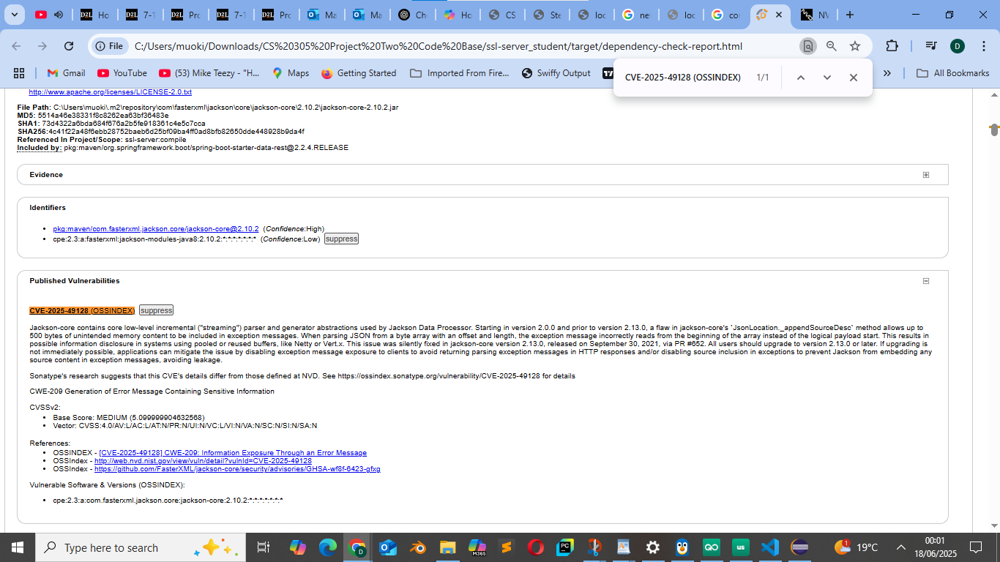 Ho
7-1
Pro
7-1
Pro
Ma
Ma
Ch
Ho
CS
Ste
loc
ne
loc
co
NV
File
C:/Users/muoki/Downloads/CS%20305%20Project%20Two%20Code%20Base/ssl-server_student/target/dependency-check-report.html
Gmail
YouTube
(53) Mike Teezy - "H...
Maps
Getting Started
Imported From Fire...
Swiffy Output
All Bookmarks
CVE-2025-49128 (OSSINDEX)
1/1
http://www.apache.org/licenses/LICENSE-2.0.txt
File Path: C:\Users\muoki\.m2\repository\com\fasterxml\jackson\core\jackson-core\2.10.2\jackson-core-2.10.2.jar
MD5: 5514a46e38331f8c8262ea63bf36483e
SHA1: 73d4322a6bda684f676a2b5fe918361c4e5c7cca
SHA256:4c41f22a48f6ebb28752baeb6d25bf09ba4ff0ad8bfb82650dde448928b9da4f
Referenced In Project/Scope: ssl-server:compile
Included by: pkg:maven/org.springframework.boot/spring-boot-starter-data-rest@2.2.4.RELEASE
Evidence
Identifiers
• pkg:maven/com.fasterxml.jackson.core/jackson-core@2.10.2 (Confidence:High)
• cpe:2.3:a:fasterxml:jackson-modules-java8:2.10.2:*:*:*:*:*:*:* (Confidence:Low) suppress
Published Vulnerabilities
CVE-2025-49128 (OSSINDEX) suppress
Jackson-core contains core low-level incremental ("streaming") parser and generator abstractions used by Jackson Data Processor. Starting in version 2.0.0 and prior to version 2.13.0, a flaw in jackson-core's `JsonLocation._appendSourceDesc` method allows up to
500 bytes of unintended memory content to be included in exception messages. When parsing JSON from a byte array with an offset and length, the exception message incorrectly reads from the beginning of the array instead of the logical payload start. This results in
possible information disclosure in systems using pooled or reused buffers, like Netty or Vert.x. This issue was silently fixed in jackson-core version 2.13.0, released on September 30, 2021, via PR #652. All users should upgrade to version 2.13.0 or later. If upgrading is
not immediately possible, applications can mitigate the issue by disabling exception message exposure to clients to avoid returning parsing exception messages in HTTP responses and/or disabling source inclusion in exceptions to prevent Jackson from embedding any
source content in exception messages, avoiding leakage.
Sonatype's research suggests that this CVE's details differ from those defined at NVD. See https://ossindex.sonatype.org/vulnerability/CVE-2025-49128 for details
CWE-209 Generation of Error Message Containing Sensitive Information
CVSSv2:
• Base Score: MEDIUM (5.099999904632568)
• Vector: CVSS:4.0/AV:L/AC:L/AT:N/PR:N/UI:N/VC:L/VI:N/VA:N/SC:N/SI:N/SA:N
References:
• OSSINDEX - [CVE-2025-49128] CWE-209: Information Exposure Through an Error Message
• OSSIndex - http://web.nvd.nist.gov/view/vuln/detail?vulnId=CVE-2025-49128
• OSSIndex - https://github.com/FasterXML/jackson-core/security/advisories/GHSA-wf8f-6423-gfxg
Vulnerable Software & Versions (OSSINDEX):
• cpe:2.3:a:com.fasterxml.jackson.core:jackson-core:2.10.2:*:*:*:*:*:*:*
Type here to search
19°C
00:01
18/06/2025